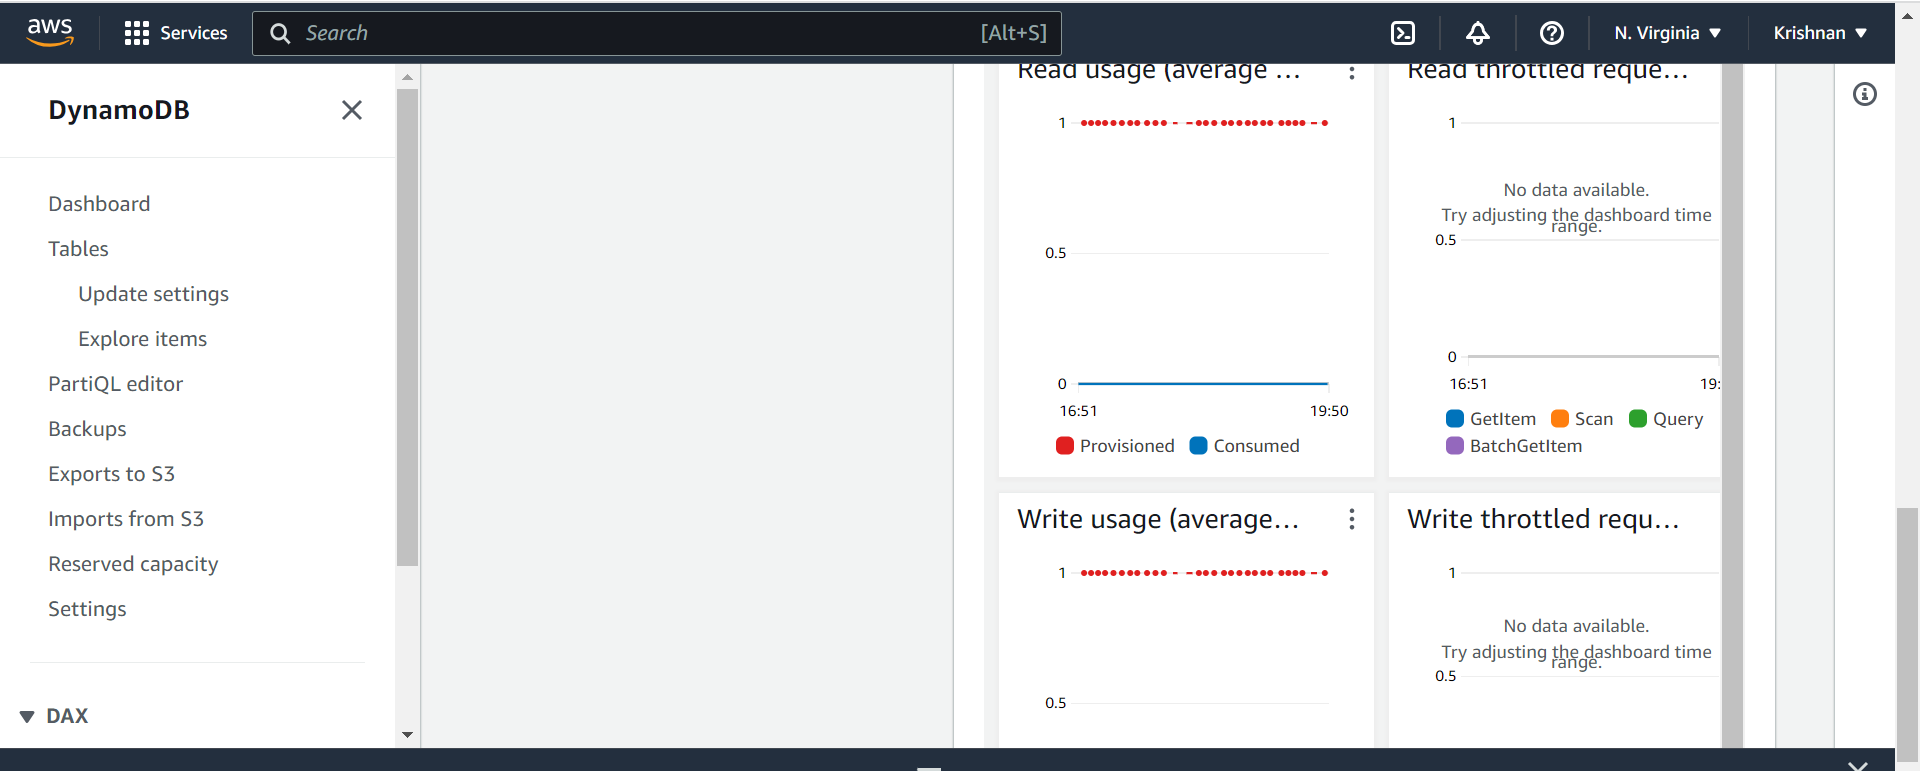 aws
Services
Search
[Alt+S]
N. Virginia
Krishnan
DynamoDB
Dashboard
Tables
Update settings
Explore items
PartiQL editor
Backups
Exports to S3
Imports from S3
Reserved capacity
Settings
DAX
Read usage (average ...
1
0.5
0
16:51
19:50
Provisioned
Consumed
Read throttled reque...
1
No data available.
Try adjusting the dashboard time
range.
0.5
0
16:51
19:
GetItem
Scan
Query
BatchGetItem
Write usage (average...
1
0.5
Write throttled requ...
1
No data available.
Try adjusting the dashboard time
range.
0.5